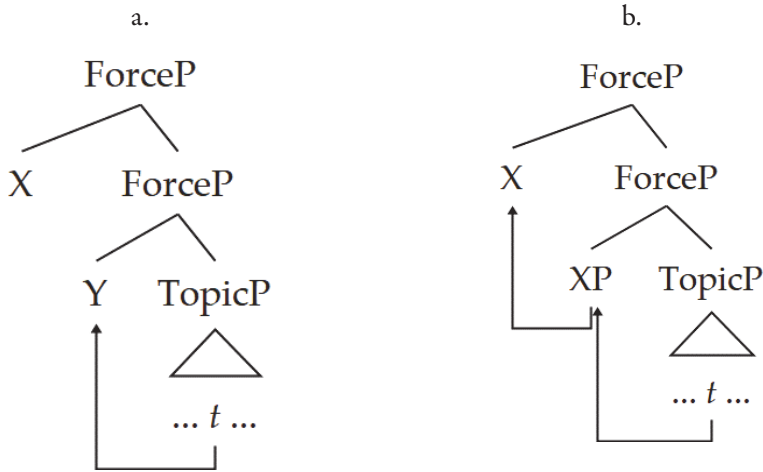 a.
ForceP
X ForceP
Y TopicP
... t ...
b.
ForceP
X ForceP
XP TopicP
... t ...